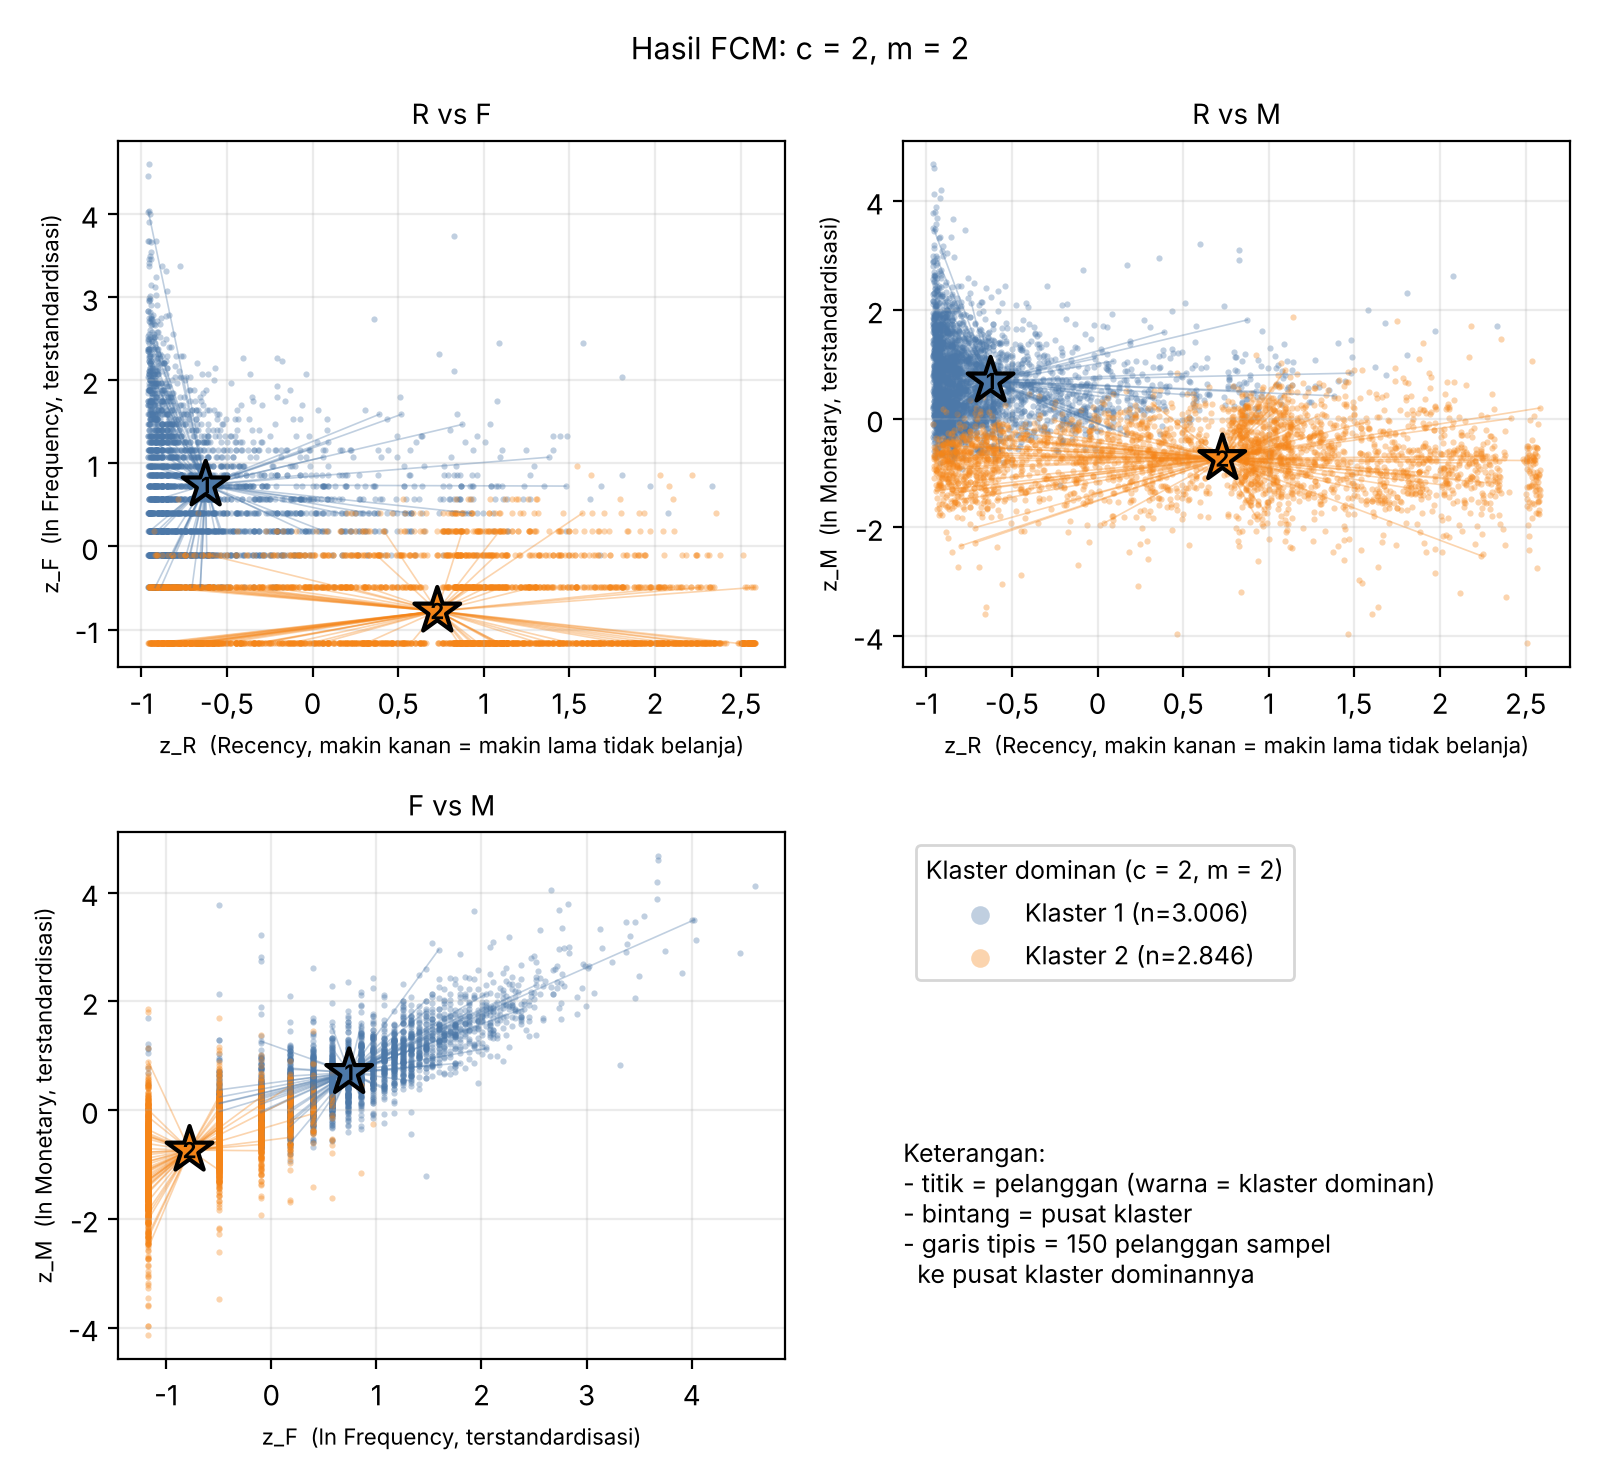 Hasil FCM: c = 2, m = 2
R vs F
z_F (ln Frequency, terstandardisasi)
4
3
2
1
0
-1
1
2
-1 -0,5 0 0,5 1 1,5 2 2,5
z_R (Recency, makin kanan = makin lama tidak belanja)
R vs M
z_M (ln Monetary, terstandardisasi)
4
2
0
-2
-4
1
2
-1 -0,5 0 0,5 1 1,5 2 2,5
z_R (Recency, makin kanan = makin lama tidak belanja)
F vs M
z_M (ln Monetary, terstandardisasi)
4
2
0
-2
-4
1
2
-1 0 1 2 3 4
z_F (ln Frequency, terstandardisasi)
Klaster dominan (c = 2, m = 2)
Klaster 1 (n=3.006)
Klaster 2 (n=2.846)
Keterangan:
- titik = pelanggan (warna = klaster dominan)
- bintang = pusat klaster
- garis tipis = 150 pelanggan sampel
ke pusat klaster dominannya